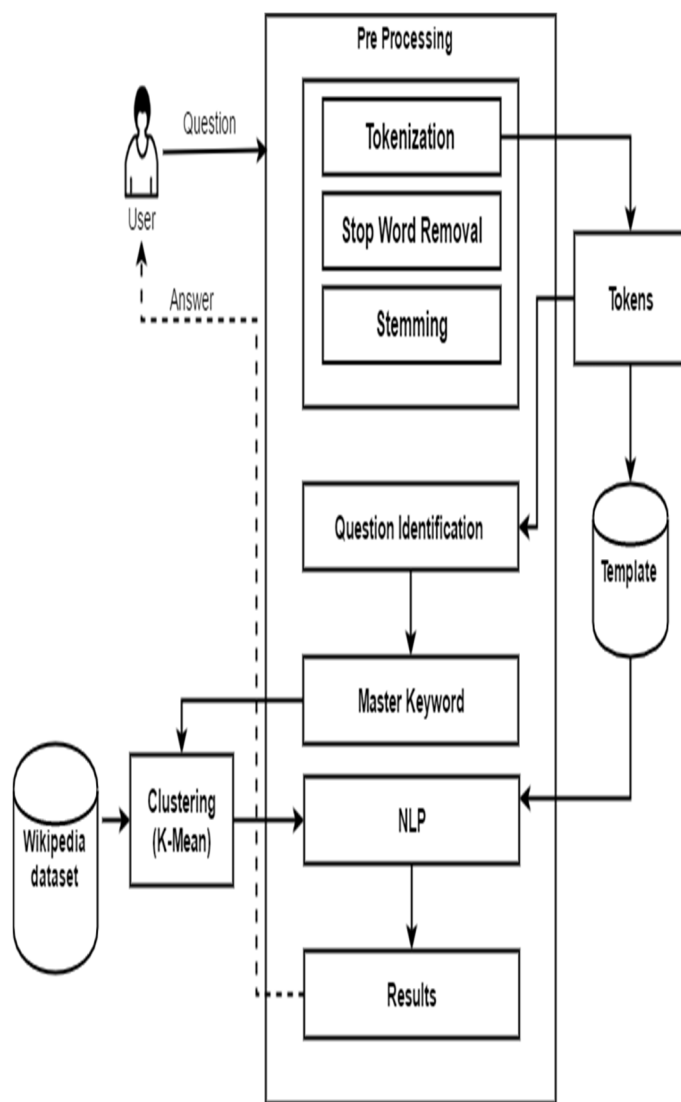 Pre Processing
Question
Tokenization
User
Stop Word Removal
Answer
Stemming
Tokens
Question Identification
Template
Master Keyword
Wikipedia
dataset
Clustering
(K-Mean)
NLP
Results